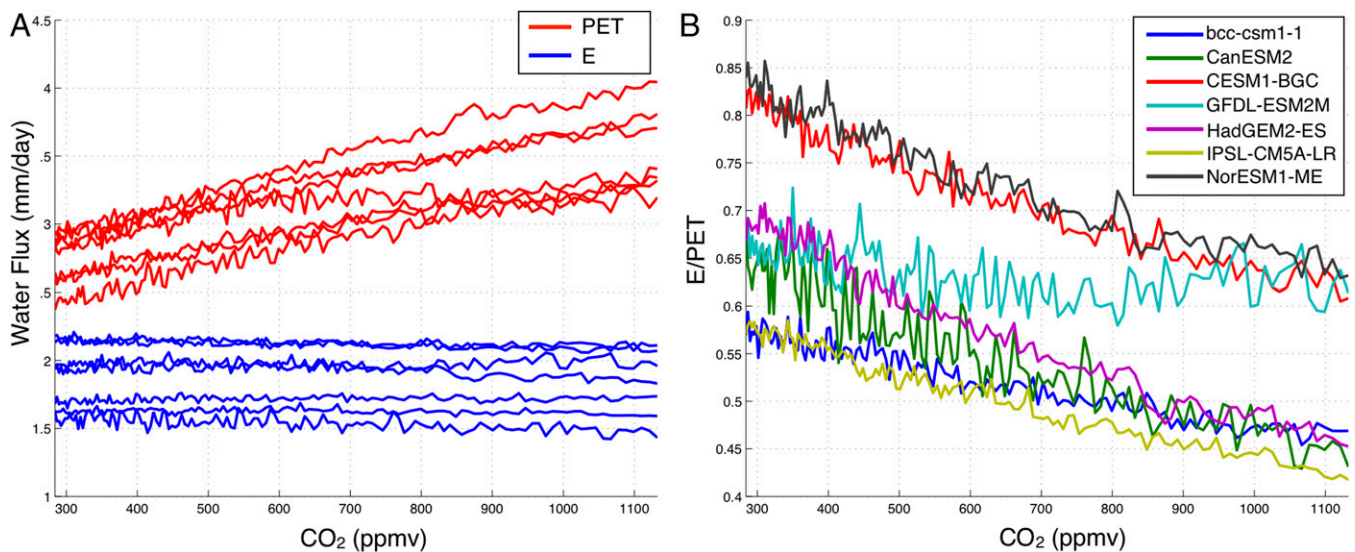 A
PET
E
4.5
4
.5
3
.5
2
1.5
1
Water Flux (mm/day)
300 400 500 600 700 800 900 1000 1100
CO₂ (ppmv)
B
bcc-csm1-1
CanESM2
CESM1-BGC
GFDL-ESM2M
HadGEM2-ES
IPSL-CM5A-LR
NorESM1-ME
0.9
0.85
0.8
0.75
0.7
0.65
0.6
0.55
0.5
0.45
0.4
E/PET
300 400 500 600 700 800 900 1000 1100
CO₂ (ppmv)